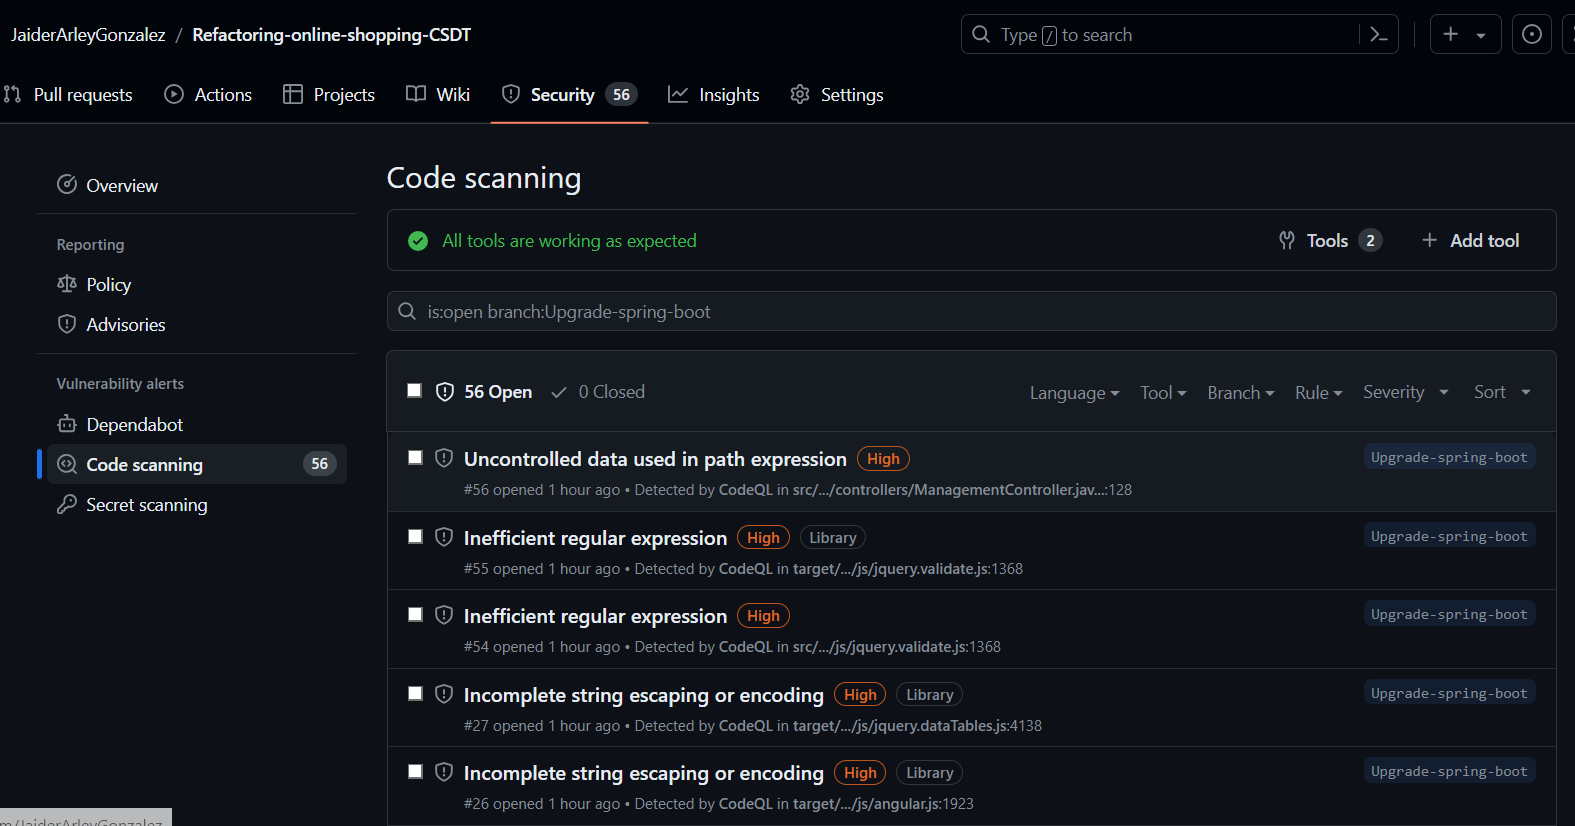 JaiderArleyGonzalez / Refactoring-online-shopping-CSDT
Type / to search
Pull requests Actions Projects Wiki Security 56 Insights Settings
Overview
Reporting
Policy
Advisories
Vulnerability alerts
Dependabot
Code scanning 56
Secret scanning
Code scanning
All tools are working as expected Tools 2 Add tool
is:open branch:Upgrade-spring-boot
56 Open 0 Closed Language Tool Branch Rule Severity Sort
Uncontrolled data used in path expression High Upgrade-spring-boot
#56 opened 1 hour ago • Detected by CodeQL in src/.../controllers/ManagementController.jav...:128
Inefficient regular expression High Library Upgrade-spring-boot
#55 opened 1 hour ago • Detected by CodeQL in target/.../js/jquery.validate.js:1368
Inefficient regular expression High Upgrade-spring-boot
#54 opened 1 hour ago • Detected by CodeQL in src/.../js/jquery.validate.js:1368
Incomplete string escaping or encoding High Library Upgrade-spring-boot
#27 opened 1 hour ago • Detected by CodeQL in target/.../js/jquery.dataTables.js:4138
Incomplete string escaping or encoding High Library Upgrade-spring-boot
#26 opened 1 hour ago • Detected by CodeQL in target/.../js/angular.js:1923
m/JaiderArleyGonzalez